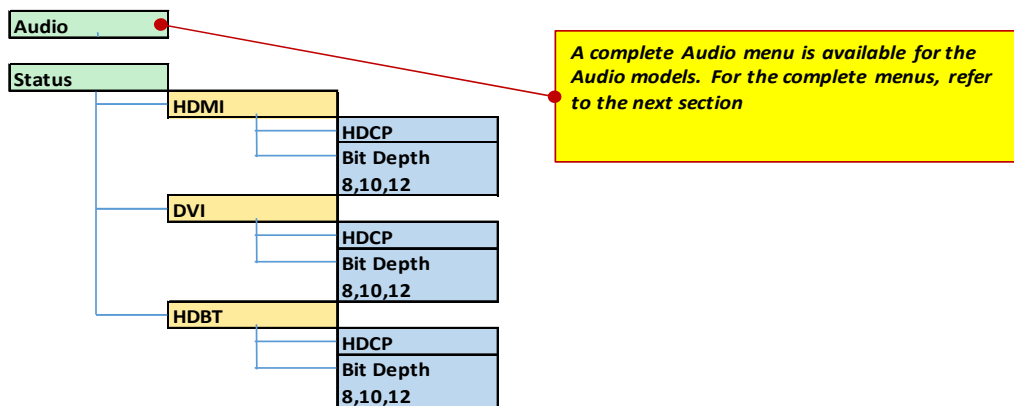 Audio
A complete Audio menu is available for the
Audio models. For the complete menus, refer
to the next section
Status
HDMI
HDCP
Bit Depth
8,10,12
DVI
HDCP
Bit Depth
8,10,12
HDBT
HDCP
Bit Depth
8,10,12